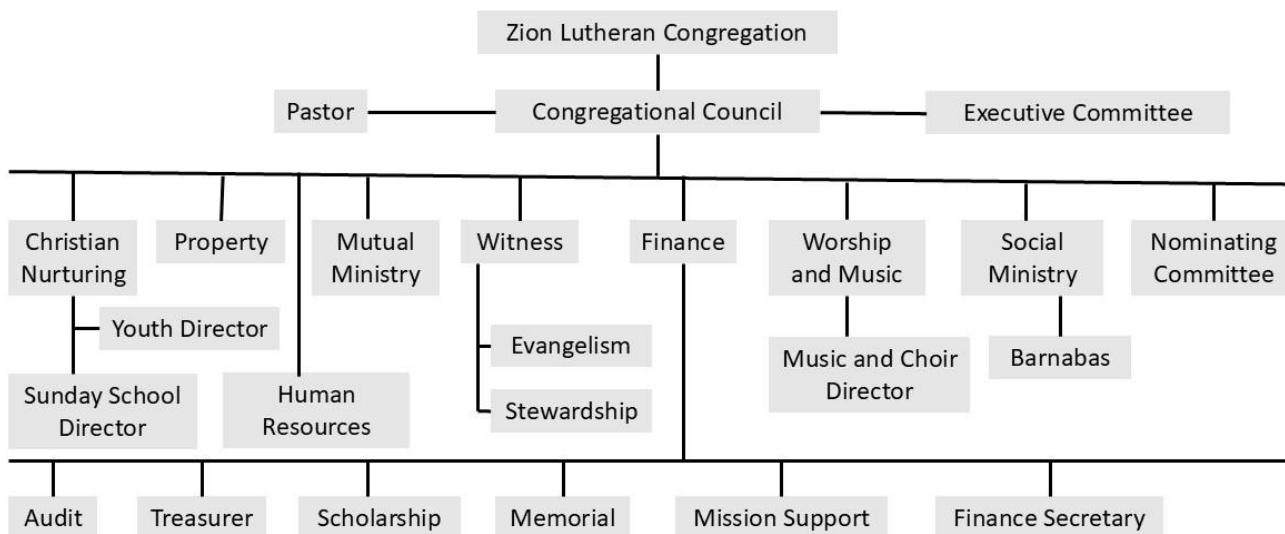 Zion Lutheran Congregation
Pastor
Congregational Council
Executive Committee
Christian
Nurturing
Property
Mutual
Ministry
Witness
Finance
Worship
and Music
Social
Ministry
Nominating
Committee
Youth Director
Evangelism
Music and Choir
Director
Barnabas
Sunday School
Director
Human
Resources
Stewardship
Audit
Treasurer
Scholarship
Memorial
Mission Support
Finance Secretary